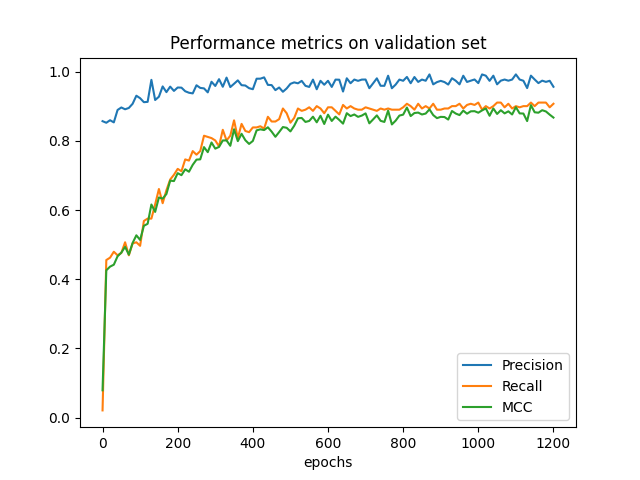 Performance metrics on validation set
1.0
0.8
0.6
0.4
0.2
0.0
Precision
Recall
MCC
0 200 400 600 800 1000 1200
epochs